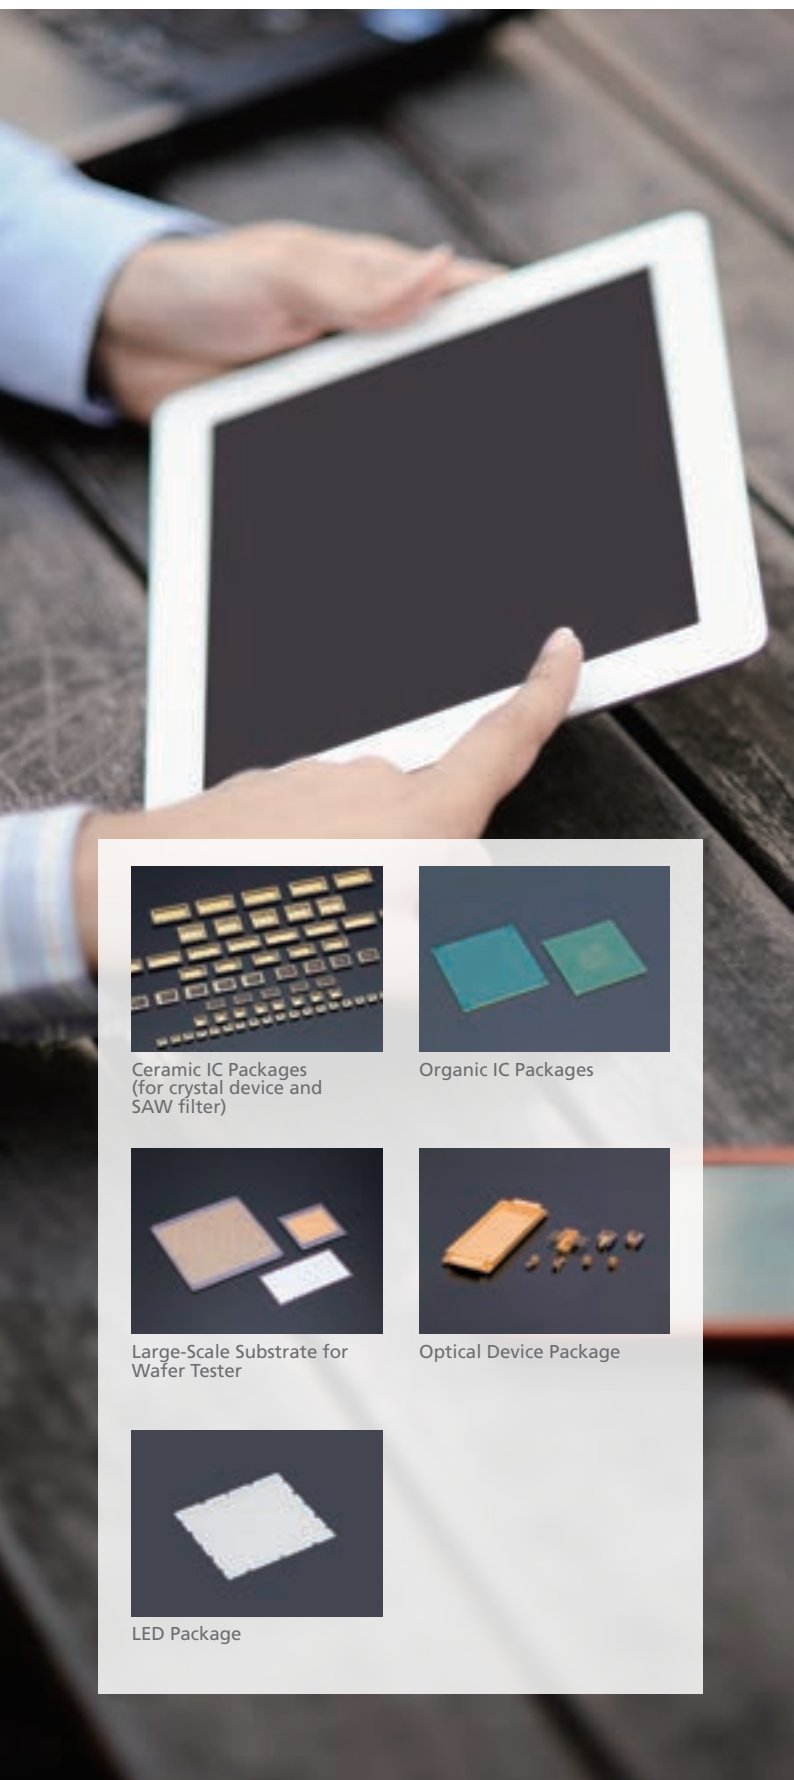 Ceramic IC Packages
(for crystal device and
SAW filter)
Organic IC Packages
Large-Scale Substrate for
Wafer Tester
Optical Device Package
LED Package